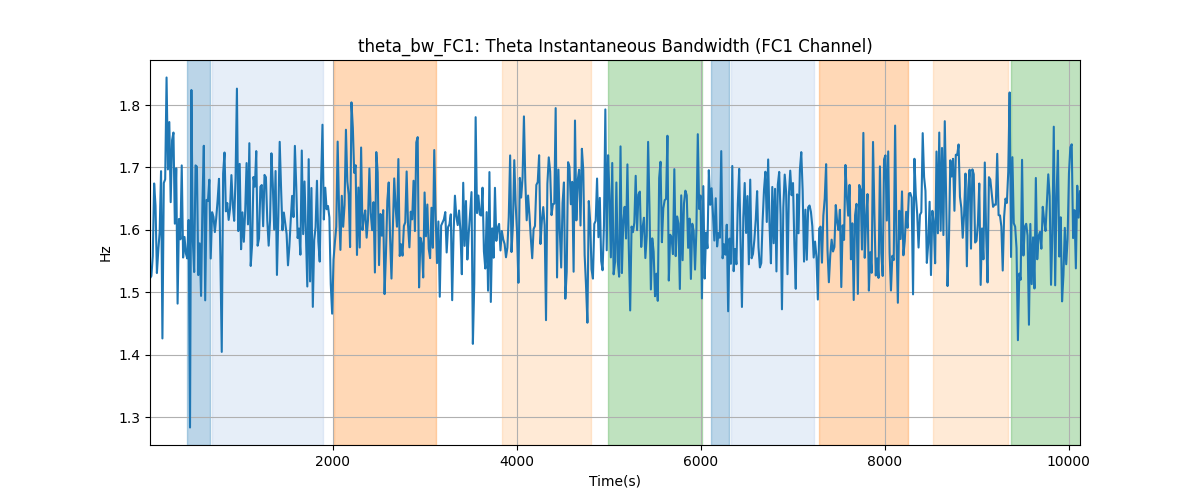 theta_bw_FC1: Theta Instantaneous Bandwidth (FC1 Channel)
1.8
1.7
1.6
1.5
1.4
1.3
Hz
2000 4000 6000 8000 10000
Time(s)